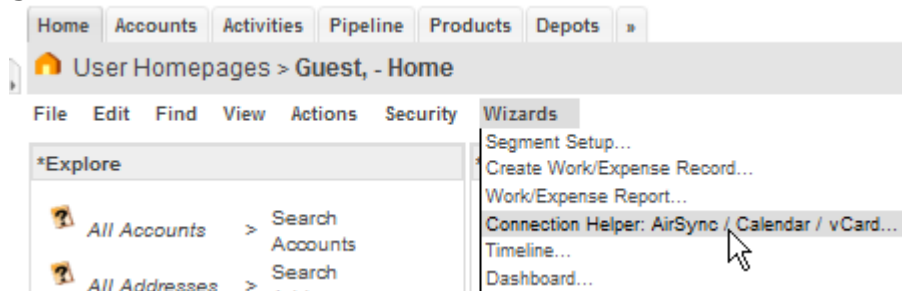 Home Accounts Activities Pipeline Products Depots »
User Homepages > Guest, - Home
File Edit Find View Actions Security Wizards
Segment Setup...
*Explore
Create Work/Expense Record...
Work/Expense Report...
All Accounts > Search Accounts
Connection Helper: AirSync / Calendar / vCard...
Timeline...
All Addresses > Search
Dashboard...